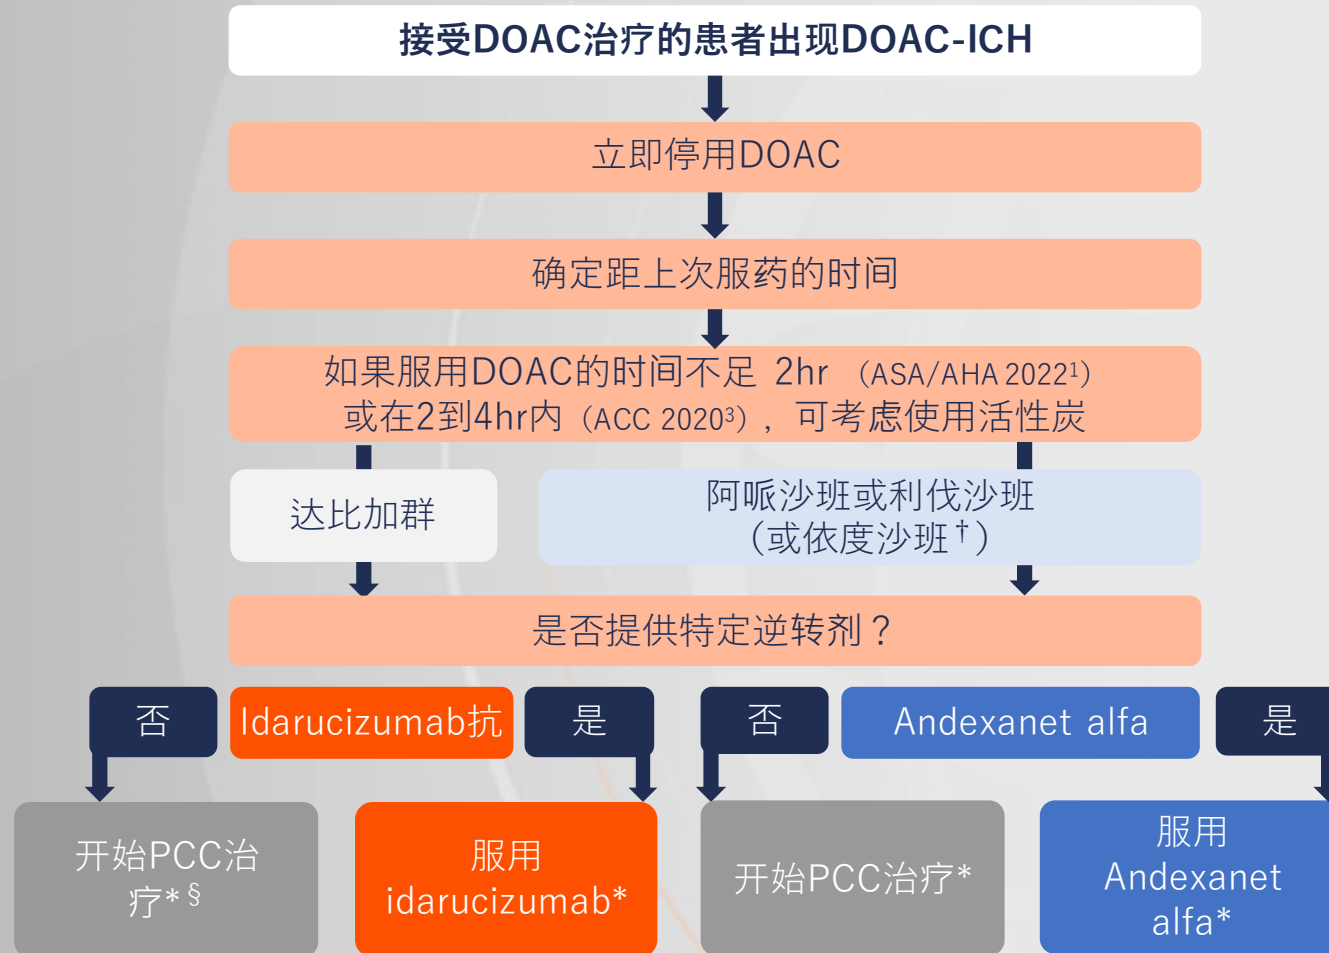 接受DOAC治疗的患者出现DOAC-ICH
立即停用DOAC
确定距上次服药的时间
如果服用DOAC的时间不足 2hr （ASA/AHA 2022¹）
或在2到4hr内（ACC 2020³），可考虑使用活性炭
达比加群
阿哌沙班或利伐沙班
（或依度沙班†）
是否提供特定逆转剂？
否
Idarucizumab抗
是
否
Andexanet alfa
是
开始PCC治
疗*§
服用
idarucizumab*
开始PCC治疗*
服用
Andexanet
alfa*